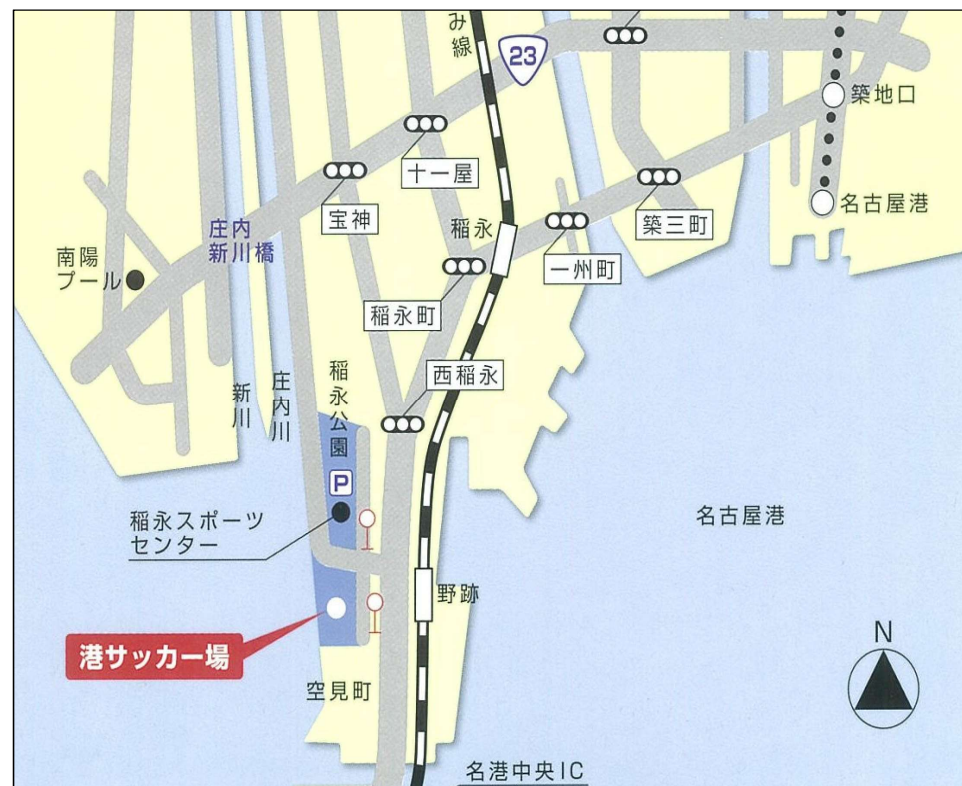 み線
23
築地口
十一屋
宝神
稲永
築三町
名古屋港
庄内
新川橋
一州町
南陽
プール
稲永町
西稲永
稲永公園
新川
庄内川
P
稲永スポーツ
センター
名古屋港
野跡
港サッカー場
空見町
N
名港中央IC